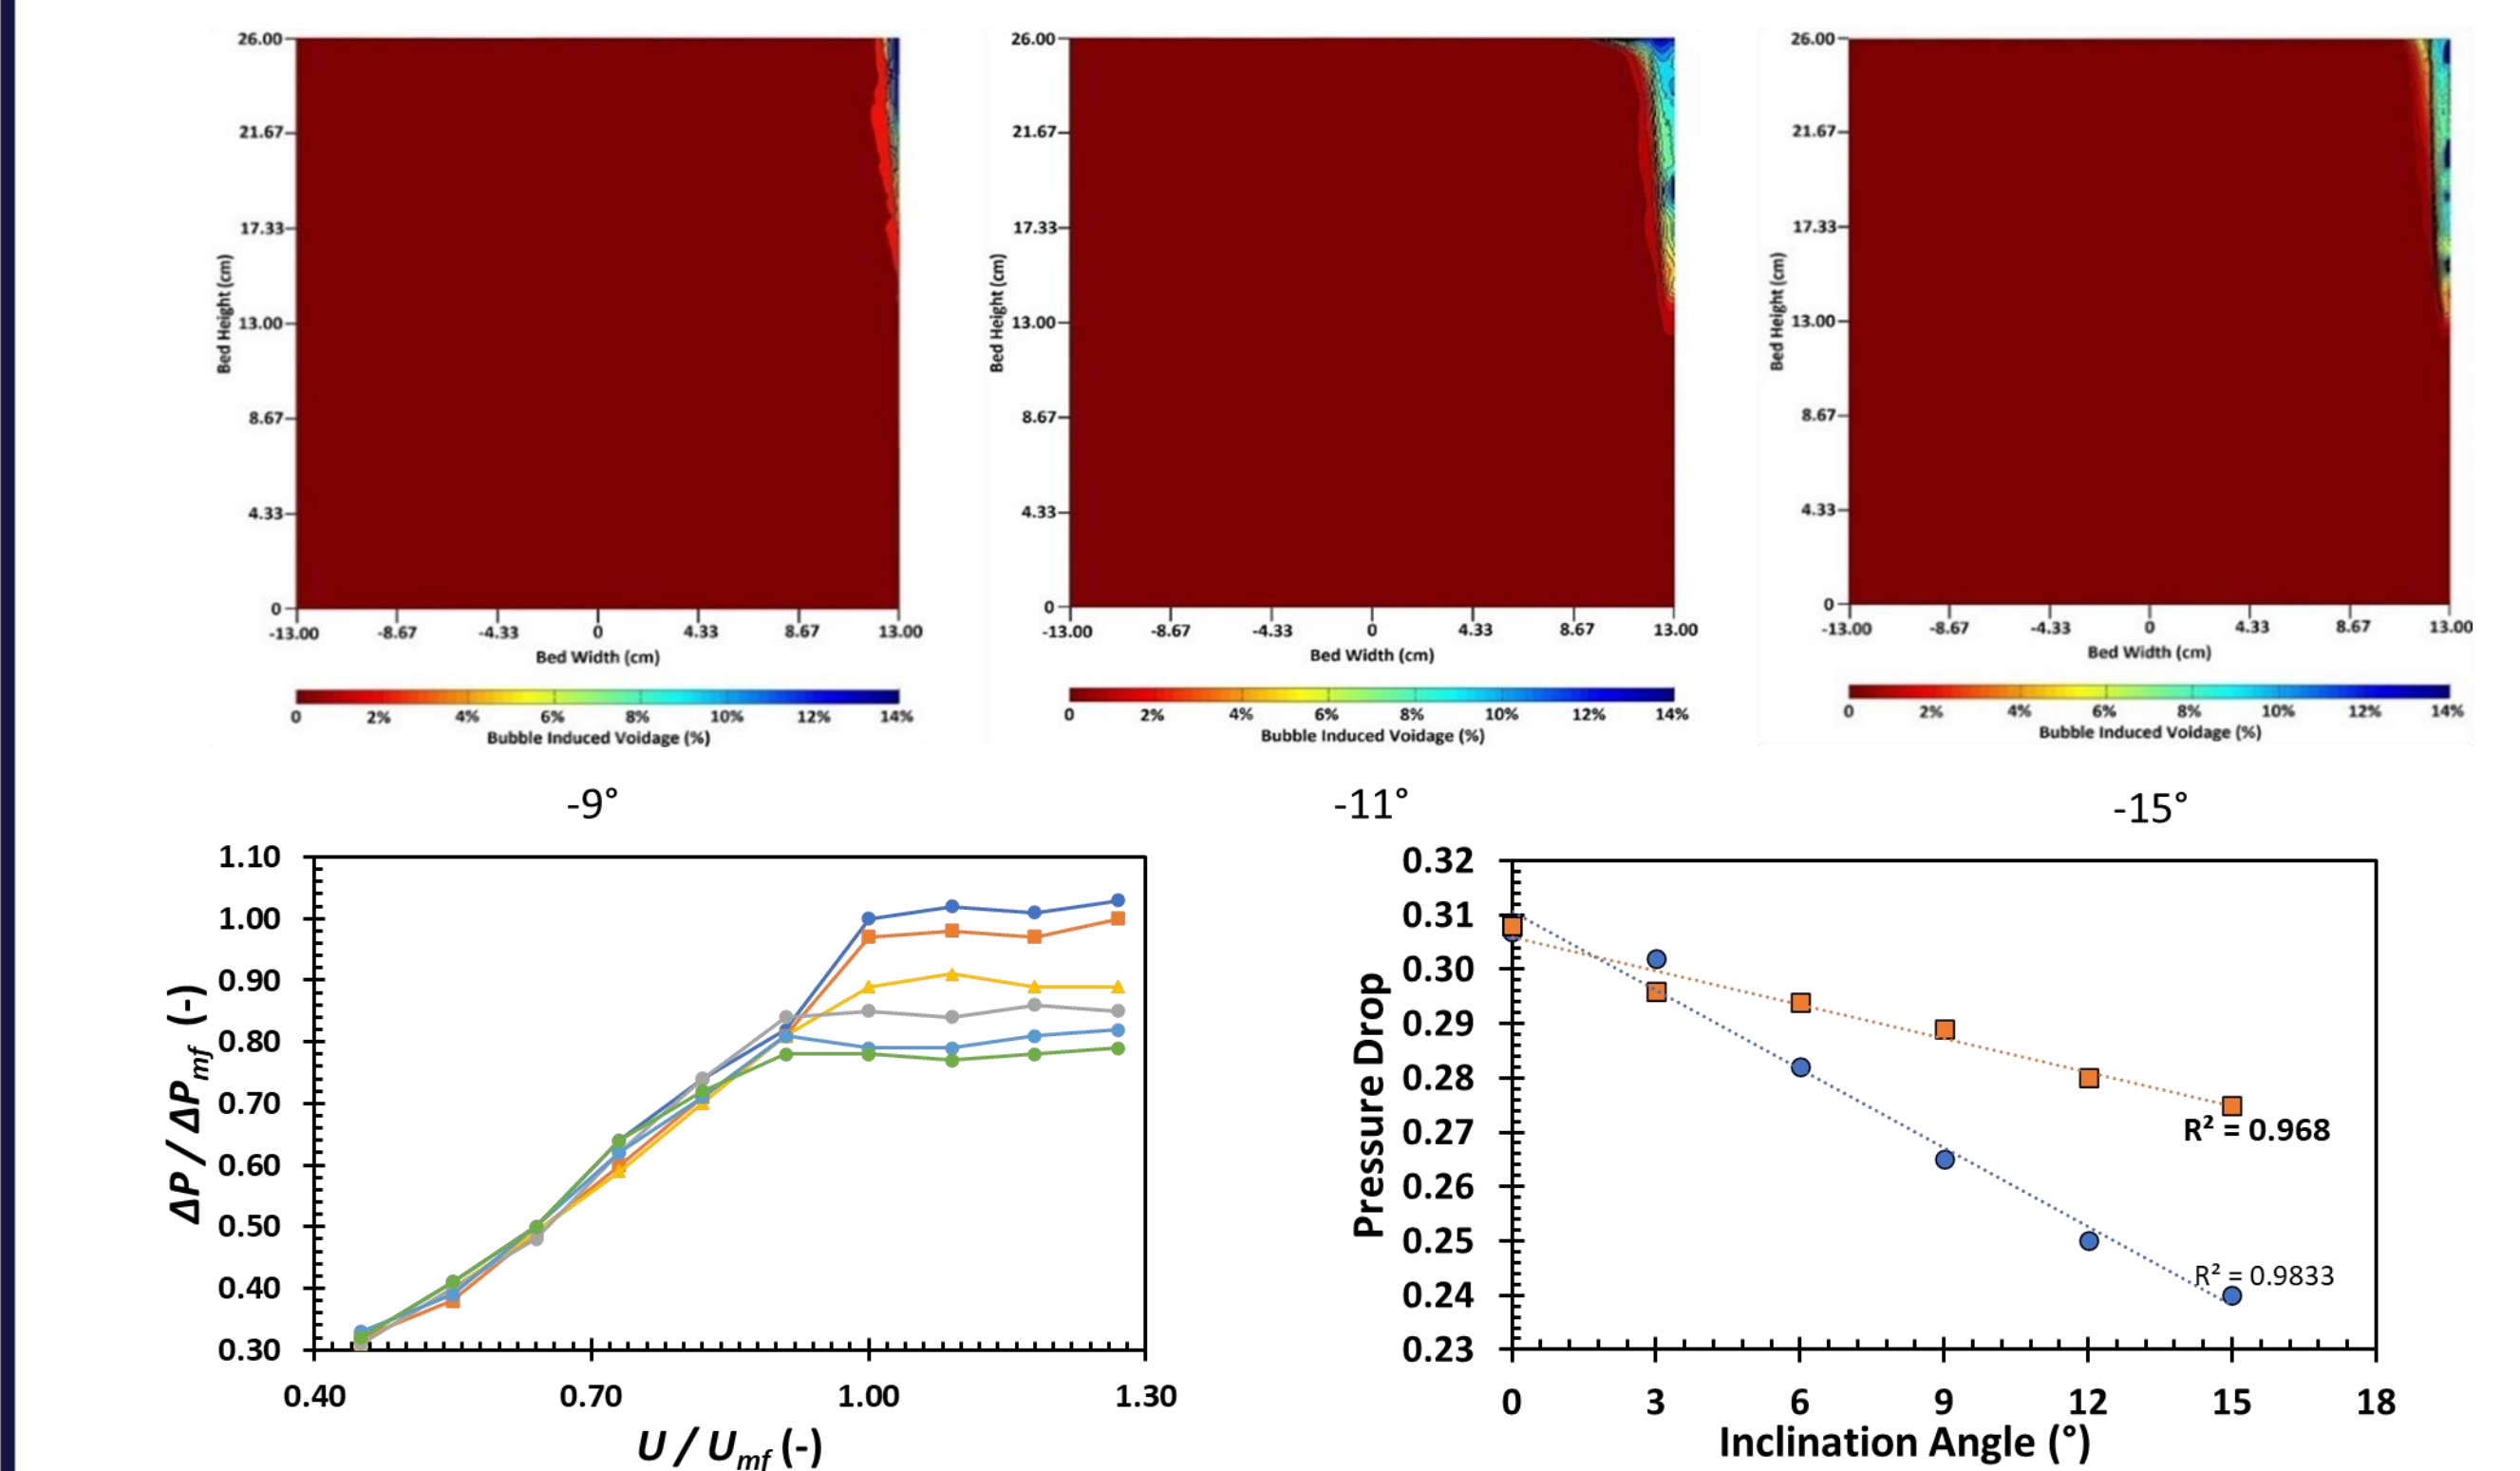 26.00
21.67
17.33
13.00
8.67
4.33
0
Bed Height (cm)
-13.00 -8.67 -4.33 0 4.33 8.67 13.00
Bed Width (cm)
0 2% 4% 6% 8% 10% 12% 14%
Bubble Induced Voidage (%)
26.00
21.67
17.33
13.00
8.67
4.33
0
Bed Height (cm)
-13.00 -8.67 -4.33 0 4.33 8.67 13.00
Bed Width (cm)
0 2% 4% 6% 8% 10% 12% 14%
Bubble Induced Voidage (%)
26.00
21.67
17.33
13.00
8.67
4.33
0
Bed Height (cm)
-13.00 -8.67 -4.33 0 4.33 8.67 13.00
Bed Width (cm)
0 2% 4% 6% 8% 10% 12% 14%
Bubble Induced Voidage (%)
-9°
-11°
-15°
1.10
1.00
0.90
0.80
0.70
0.60
0.50
0.40
0.30
ΔP / ΔPmf (-)
0.40 0.70 1.00 1.30
U / Umf (-)
0.32
0.31
0.30
0.29
0.28
0.27
0.26
0.25
0.24
0.23
Pressure Drop
R² = 0.968
R² = 0.9833
0 3 6 9 12 15 18
Inclination Angle (°)